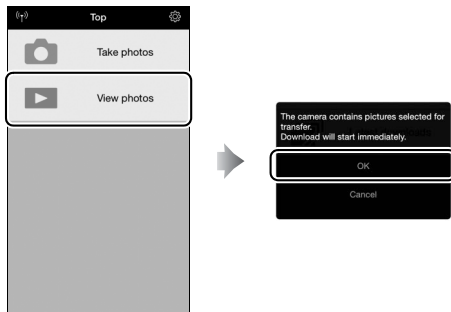 Top
Take photos
View photos
The camera contains pictures selected for
transfer.
Download will start immediately.
OK
Cancel